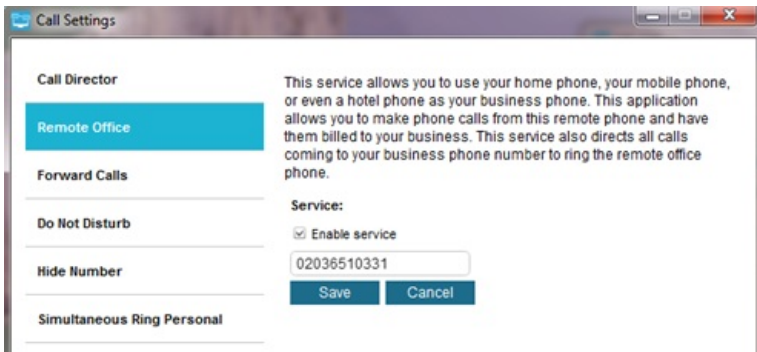 Call Settings
Call Director
Remote Office
Forward Calls
Do Not Disturb
Hide Number
Simultaneous Ring Personal
This service allows you to use your home phone, your mobile phone,
or even a hotel phone as your business phone. This application
allows you to make phone calls from this remote phone and have
them billed to your business. This service also directs all calls
coming to your business phone number to ring the remote office
phone.
Service:
Enable service
02036510331
Save Cancel